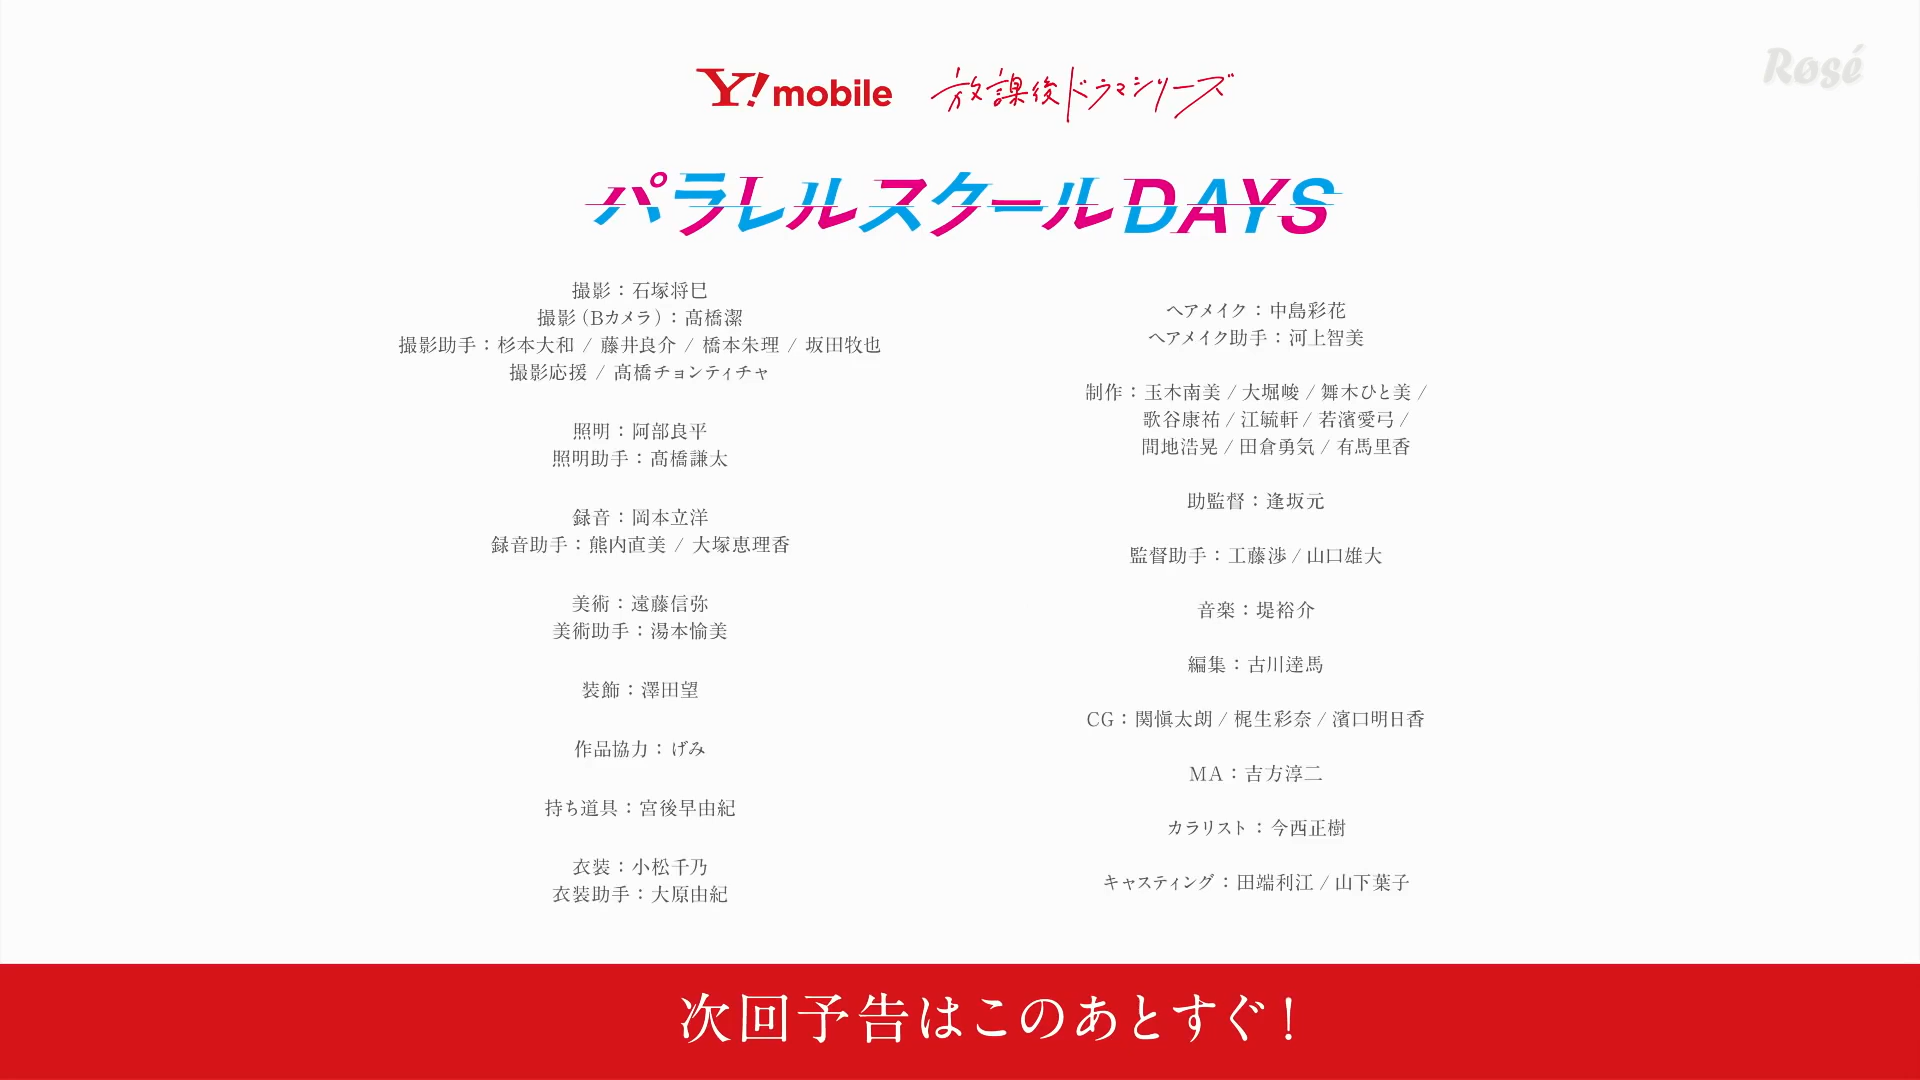 Y!mobile 放課後ドラマシリーズ
Rosé
パラレルスクールDAYS
撮影：石塚将巳
撮影（Bカメラ）：髙橋潔
撮影助手：杉本大和 / 藤井良介 / 橋本朱理 / 坂田牧也
撮影応援 / 髙橋チョンティチャ
照明：阿部良平
照明助手：髙橋謙太
録音：岡本立洋
録音助手：熊内直美 / 大塚恵理香
美術：遠藤信弥
美術助手：湯本愉美
装飾：澤田望
作品協力：げみ
持ち道具：宮後早由紀
衣装：小松千乃
衣装助手：大原由紀
ヘアメイク：中島彩花
ヘアメイク助手：河上智美
制作：玉木南美 / 大堀峻 / 舞木ひと美 /
歌谷康祐 / 江毓軒 / 若濱愛弓 /
間地浩晃 / 田倉勇気 / 有馬里香
助監督：逢坂元
監督助手：工藤渉 / 山口雄大
音楽：堤裕介
編集：古川達馬
CG：関愼太朗 / 梶生彩奈 / 濱口明日香
MA：吉方淳二
カラリスト：今西正樹
キャスティング：田端利江 / 山下葉子
次回予告はこのあとすぐ！